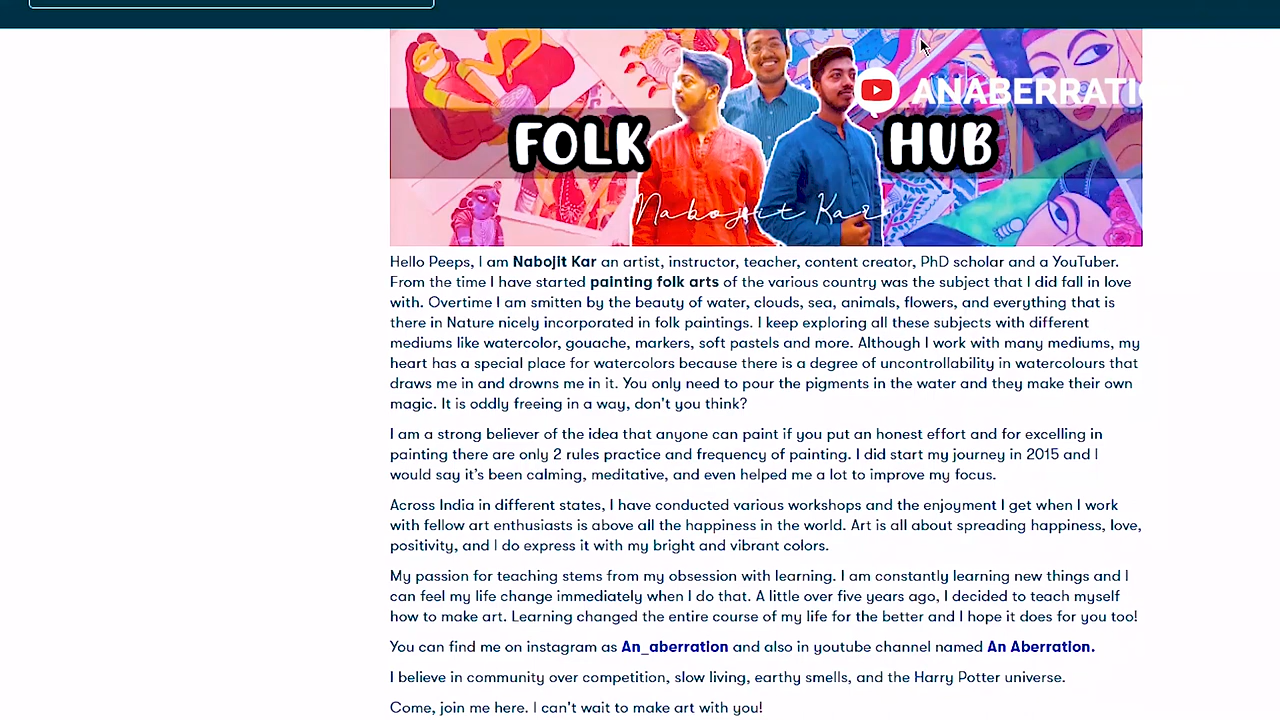 ANABERRATIO
FOLK HUB
Nabojit Kar
Hello Peeps, I am Nabojit Kar an artist, instructor, teacher, content creator, PhD scholar and a YouTuber.
From the time I have started painting folk arts of the various country was the subject that I did fall in love
with. Overtime I am smitten by the beauty of water, clouds, sea, animals, flowers, and everything that is
there in Nature nicely incorporated in folk paintings. I keep exploring all these subjects with different
mediums like watercolor, gouache, markers, soft pastels and more. Although I work with many mediums, my
heart has a special place for watercolors because there is a degree of uncontrollability in watercolours that
draws me in and drowns me in it. You only need to pour the pigments in the water and they make their own
magic. It is oddly freeing in a way, don't you think?
I am a strong believer of the idea that anyone can paint if you put an honest effort and for excelling in
painting there are only 2 rules practice and frequency of painting. I did start my journey in 2015 and I
would say it's been calming, meditative, and even helped me a lot to improve my focus.
Across India in different states, I have conducted various workshops and the enjoyment I get when I work
with fellow art enthusiasts is above all the happiness in the world. Art is all about spreading happiness, love,
positivity, and I do express it with my bright and vibrant colors.
My passion for teaching stems from my obsession with learning. I am constantly learning new things and I
can feel my life change immediately when I do that. A little over five years ago, I decided to teach myself
how to make art. Learning changed the entire course of my life for the better and I hope it does for you too!
You can find me on instagram as An_aberration and also in youtube channel named An Aberration.
I believe in community over competition, slow living, earthy smells, and the Harry Potter universe.
Come, join me here. I can't wait to make art with you!